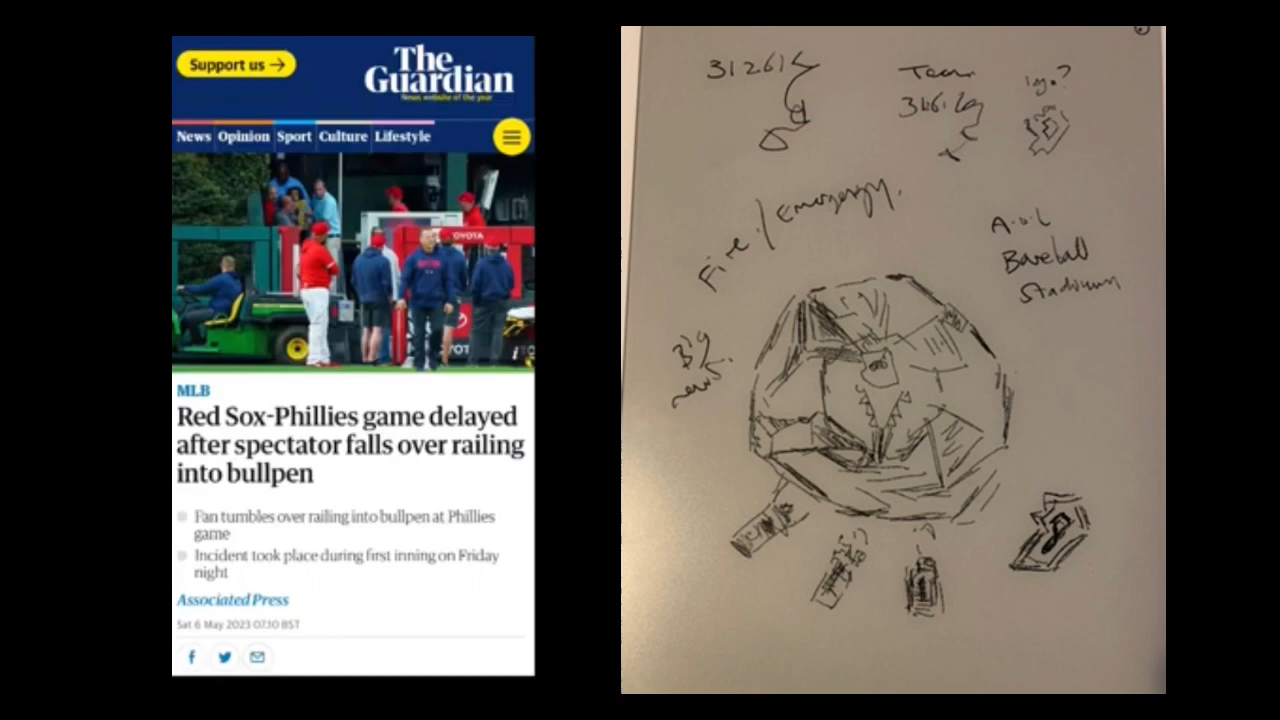 Support us →
The
Guardian
News website of the year
News Opinion Sport Culture Lifestyle
TOYOTA
MLB
Red Sox-Phillies game delayed
after spectator falls over railing
into bullpen
Fan tumbles over railing into bullpen at Phillies
game
Incident took place during first inning on Friday
night
Associated Press
Sat 6 May 2023 07.10 BST
Fire / Emergency.
A.O.L
Baseball
Stadium
Big
news.